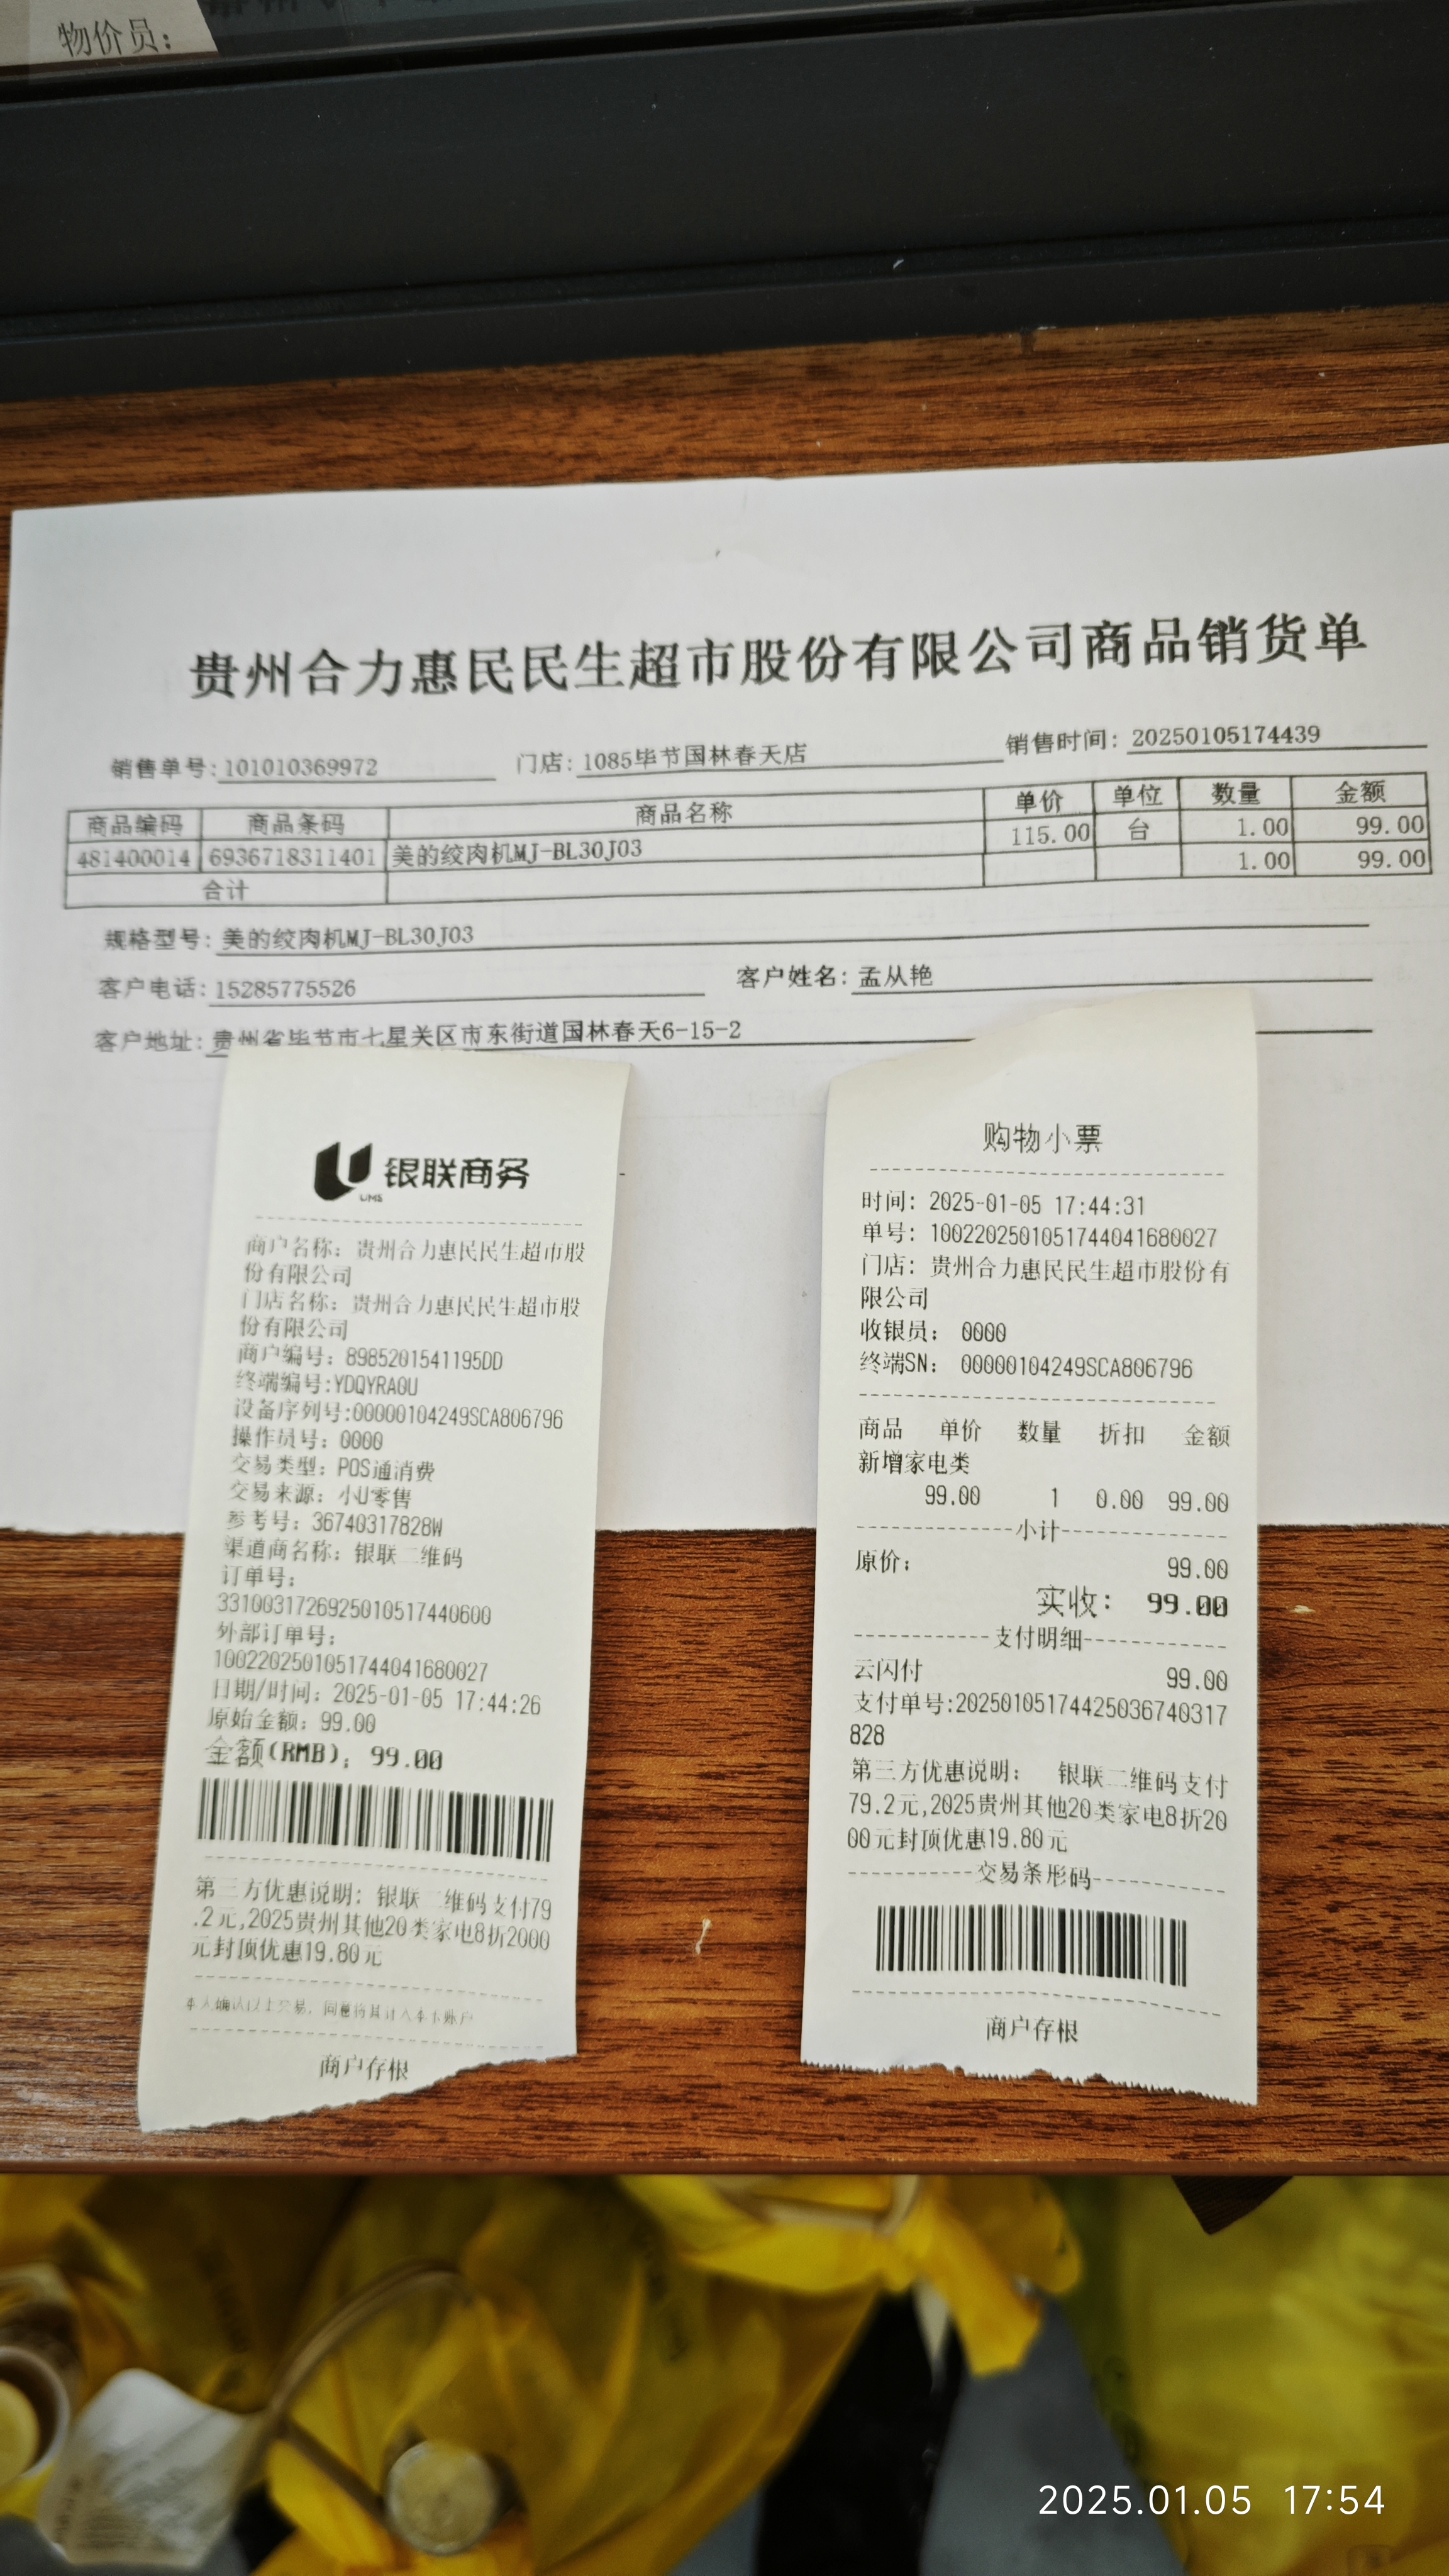 物价员:
贵州合力惠民民生超市股份有限公司商品销货单
销售单号: 101010369972 门店: 1085毕节国林春天店 销售时间: 20250105174439
商品编码 商品条码 商品名称 单价 单位 数量 金额
481400014 6936718311401 美的绞肉机MJ-BL30J03 115.00 台 1.00 99.00
合计 1.00 99.00
规格型号: 美的绞肉机MJ-BL30J03
客户电话: 15285775526 客户姓名: 孟从艳
客户地址: 贵州省毕节市七星关区市东街道国林春天6-15-2
UMS 银联商务
商户名称: 贵州合力惠民民生超市股
份有限公司
门店名称: 贵州合力惠民民生超市股
份有限公司
商户编号: 8985201541195DD
终端编号:YDQYRA0U
设备序列号:00000104249SCA806796
操作员号: 0000
交易类型: POS通消费
交易来源: 小U零售
参考号: 36740317828W
渠道商名称: 银联二维码
订单号:
3310031726925010517440600
外部订单号:
1002202501051744041680027
日期/时间: 2025-01-05 17:44:26
原始金额: 99.00
金额(RMB): 99.00
第三方优惠说明: 银联二维码支付79
.2元,2025贵州其他20类家电8折2000
元封顶优惠19.80元
本人确认以上交易, 同意将其计入本卡账户
商户存根
购物小票
时间: 2025-01-05 17:44:31
单号: 1002202501051744041680027
门店: 贵州合力惠民民生超市股份有
限公司
收银员: 0000
终端SN: 00000104249SCA806796
商品 单价 数量 折扣 金额
新增家电类
99.00 1 0.00 99.00
小计
原价: 99.00
实收: 99.00
支付明细
云闪付 99.00
支付单号:20250105174425036740317
828
第三方优惠说明: 银联二维码支付
79.2元,2025贵州其他20类家电8折20
00元封顶优惠19.80元
交易条形码
商户存根
2025.01.05 17:54